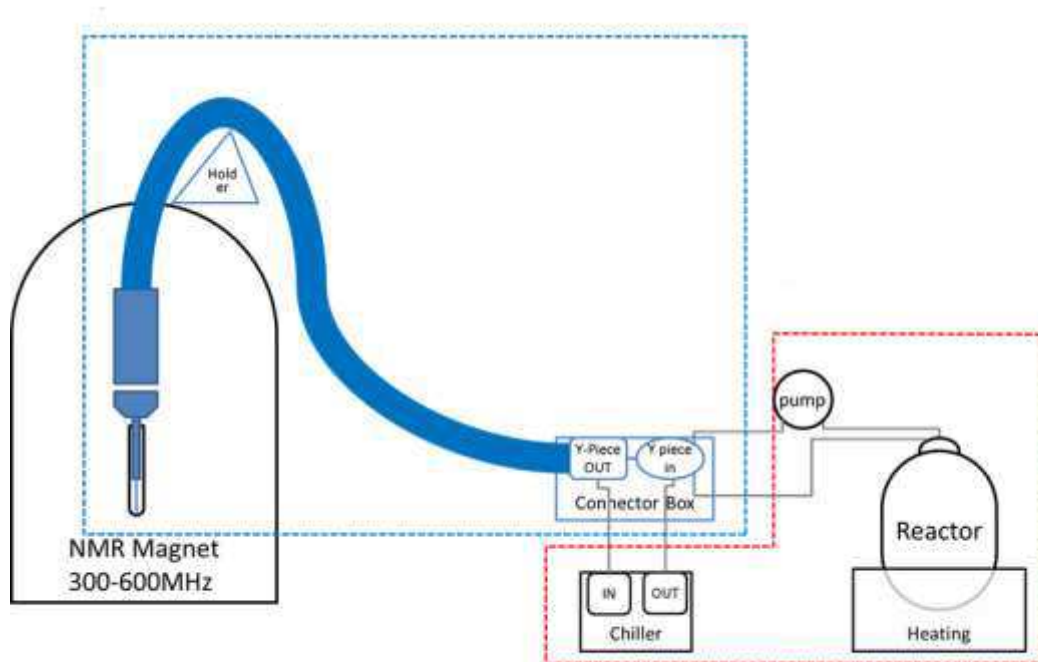 Hold
er
pump
Y-Piece
OUT
Y piece
in
Connector Box
NMR Magnet
300-600MHz
Reactor
IN
OUT
Chiller
Heating